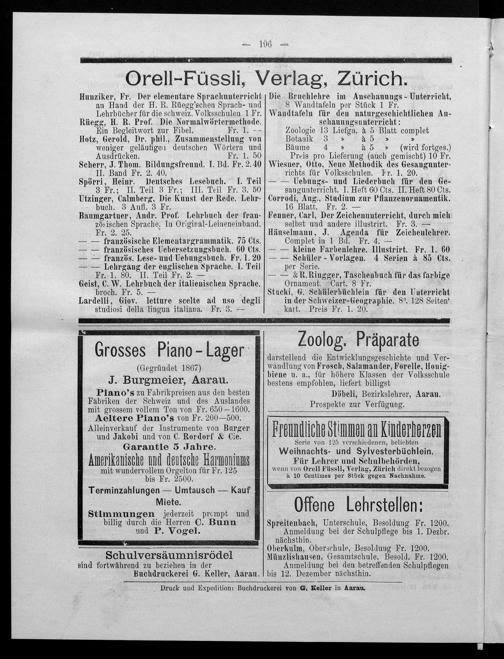 — 196 —
Orell-Füssli, Verlag, Zürich.
Hunziker, Fr. Der elementare Sprachunterricht
an Hand der H. R. Rüegg'schen Sprach- und
Lehrbücher für die schweiz. Volksschulen 1 Fr.
Rüegg, H. R. Prof. Die Normalwörtermethode.
Ein Begleitwort zur Fibel. Fr. 1. —
Hotz, Gerold, Dr. phil., Zusammenstellung von
weniger geläufigen deutschen Wörtern und
Ausdrücken. Fr. 1. 50
Scherr, J. Thom. Bildungsfreund. I. Bd. Fr. 2. 40
II. Band Fr. 2. 40.
Spörri, Heinr. Deutsches Lesebuch. I. Teil
3 Fr.; II. Teil 3 Fr.; III. Teil Fr. 3. 50
Utzinger, Calmberg, Die Kunst der Rede. Lehr-
buch. 3 Aufl. 3 Fr.
Baumgartner, Andr. Prof. Lehrbuch der fran-
zösischen Sprache, In Original-Leineneinband.
Fr. 2. 25.
— — französische Elementargrammatik. 75 Cts.
— — französisches Uebersetzungsbuch. 60 Cts.
— — französ. Lese- und Uebungsbuch. Fr. 1. 20
— — Lehrgang der englischen Sprache. I. Teil
Fr. 1. 80. II. Teil Fr. 2. —
Geist, C. W. Lehrbuch der italienischen Sprache.
broch. Fr. 5. —
Lardelli, Giov. letture scelte ad uso degli
studiosi della lingua italiana. Fr. 3. —
Die Bruchlehre im Anschauungs-Unterricht,
8 Wandtafeln per Stück 1 Fr.
Wandtafeln für den naturgeschichtlichen An-
schauungsunterricht:
Zoologie 13 Liefga. à 5 Blatt complet
Botanik 3 „ à 5 „ „
Bäume 4 „ à 5 „ (wird fortges.)
Preis pro Lieferung (auch gemischt) 10 Fr.
Wiesner, Otto, Neue Methodik des Gesangunter-
richts für Volksschulen. Fr. 1. 20.
— — Uebungs- und Liederbuch für den Ge-
sangunterricht. I. Heft 60 Cts. II. Heft 80 Cts.
Corrodi, Aug., Studium zur Pflanzenornamentik.
16 Blatt. Fr. 2. —
Fenner, Carl, Der Zeichenunterricht, durch mich
selbst und andere illustrirt. Fr. 3. —
Häuselmann, J. Agenda für Zeichenlehrer.
Complet in 1 Bd. Fr. 4. —
— — kleine Farbenlehre. Illustrirt. Fr. 1. 60
— — Schüler-Vorlagen. 4 Serien à 85 Cts.
per Serie.
— — & R. Ringger, Taschenbuch für das farbige
Ornament. Cart. 8 Fr.
Stucki, G. Schülerbüchlein für den Unterricht
in der Schweizer-Geographie. 8°. 128 Seiten
kart. Preis Fr. 1. 20.
Grosses Piano-Lager
(Gegründet 1867)
J. Burgmeier, Aarau.
Piano's zu Fabrikpreisen aus den besten
Fabriken der Schweiz und des Auslandes
mit grossem vollem Ton von Fr. 650—1600.
Aeltere Piano's von Fr. 200—500.
Alleinverkauf der Instrumente von Burger
und Jakobi und von C. Rordorf & Cie.
Garantie 5 Jahre.
Amerikanische und deutsche Harmoniums
mit wundervollem Orgelton für Fr. 125
bis Fr. 2500.
Terminzahlungen — Umtausch — Kauf
Miete.
Stimmungen jederzeit prompt und
billig durch die Herren C. Bunn
und P. Vogel.
Schulversäumnisrödel
sind fortwährend zu beziehen in der
Buchdruckerei G. Keller, Aarau.
Zoolog. Präparate
darstellend die Entwicklungsgeschichte und Ver-
wandlung von Frosch, Salamander, Forelle, Honig-
biene u. a., für höhere Klassen der Volksschule
bestens empfohlen, liefert billigst
Döbeli, Bezirkslehrer, Aarau.
Prospekte zur Verfügung.
Freundliche Stimmen an Kinderherzen
Serie von 125 verschiedenen, beliebten
Weihnachts- und Sylvesterbüchlein.
Für Lehrer und Schulbehörden,
wenn von Orell Füssli, Verlag, Zürich direkt bezogen
à 10 Centimes per Stück gegen Nachnahme.
Offene Lehrstellen:
Spreitenbach, Unterschule, Besoldung Fr. 1200.
Anmeldung bei der Schulpflege bis 1. Dezbr.
nächsthin.
Oberkulm, Oberschule, Besoldung Fr. 1200.
Münzlishausen, Gesamtschule, Besold. Fr. 1200.
Anmeldung bei den betreffenden Schulpflegen
bis 12. Dezember nächsthin.
Druck und Expedition: Buchdruckerei von G. Keller in Aarau.